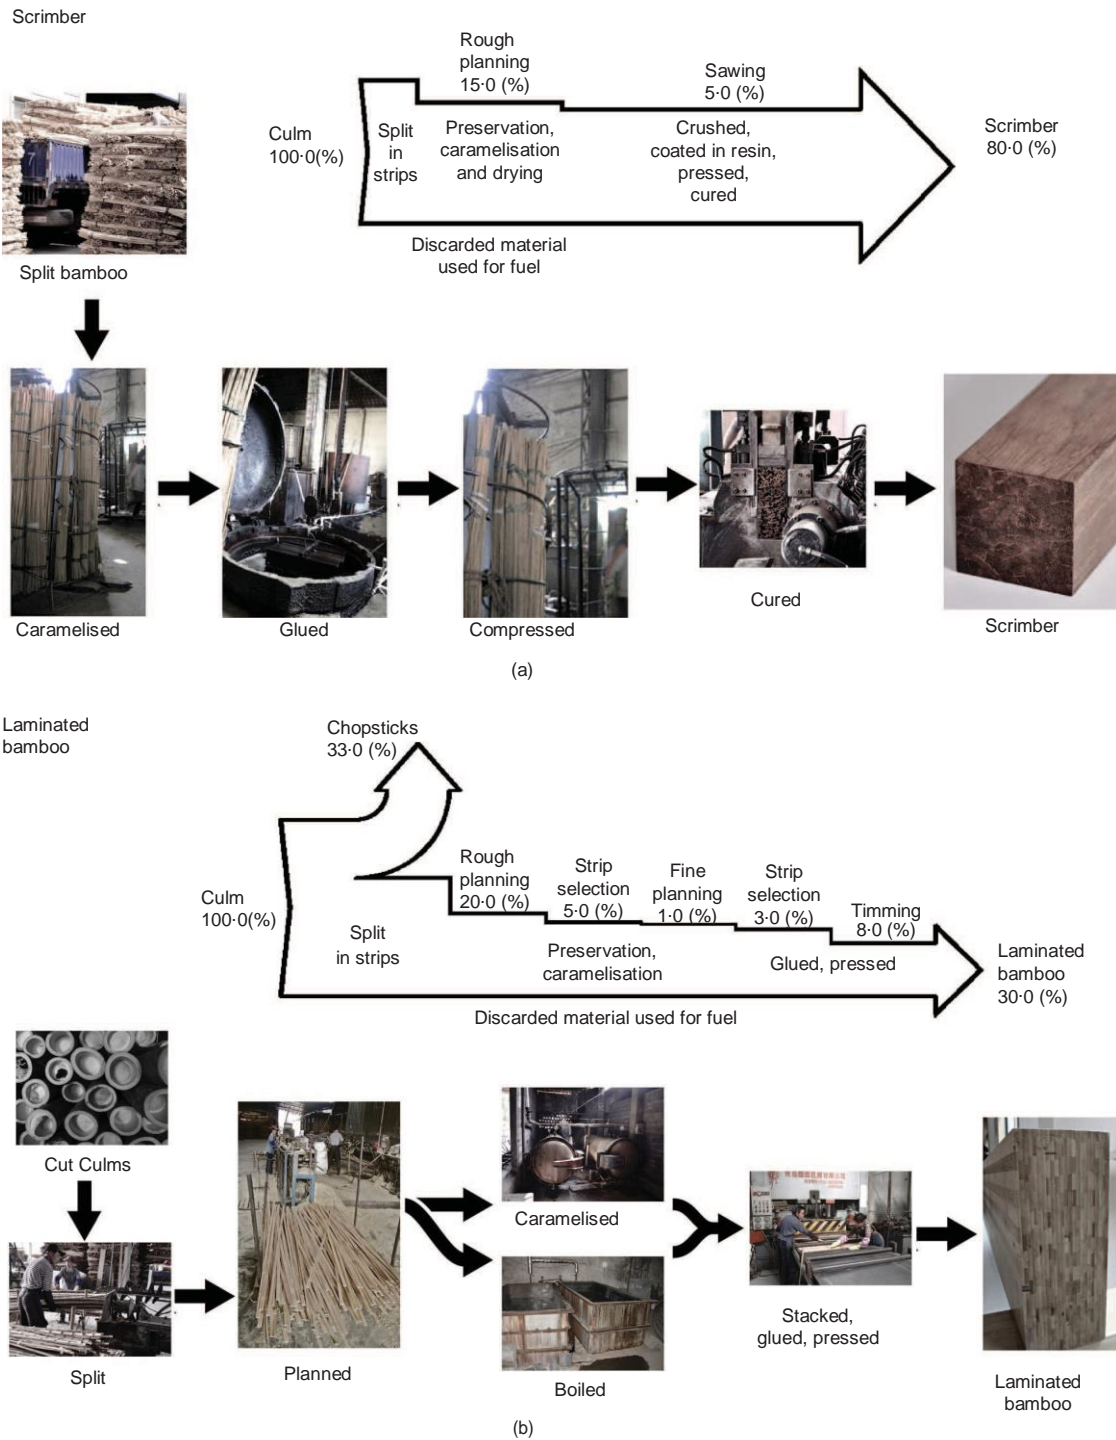 Scrimber
Rough
planning
15·0 (%)
Sawing
5·0 (%)
Culm
100·0(%)
Split
in
strips
Preservation,
caramelisation
and drying
Crushed,
coated in resin,
pressed,
cured
Scrimber
80·0 (%)
Discarded material
used for fuel
Split bamboo
Caramelised
Glued
Compressed
Cured
Scrimber
(a)
Laminated
bamboo
Chopsticks
33·0 (%)
Rough
planning
20·0 (%)
Strip
selection
5·0 (%)
Fine
planning
1·0 (%)
Strip
selection
3·0 (%)
Timming
8·0 (%)
Culm
100·0(%)
Split
in strips
Preservation,
caramelisation
Glued, pressed
Laminated
bamboo
30·0 (%)
Discarded material used for fuel
Cut Culms
Split
Planned
Caramelised
Boiled
Stacked,
glued, pressed
Laminated
bamboo
(b)